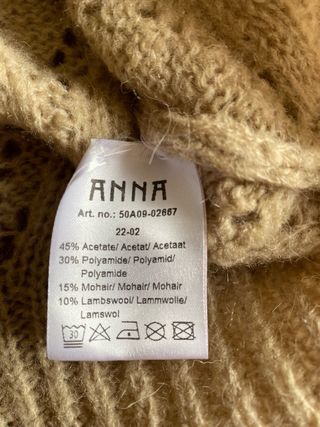 ANNA
Art. no.: 50A09-02667
22-02
45% Acetate/ Acetat/ Acetaat
30% Polyamide/ Polyamid/
Polyamide
15% Mohair/ Mohair/ Mohair
10% Lambswool/ Lammwolle/
Lamswol
30